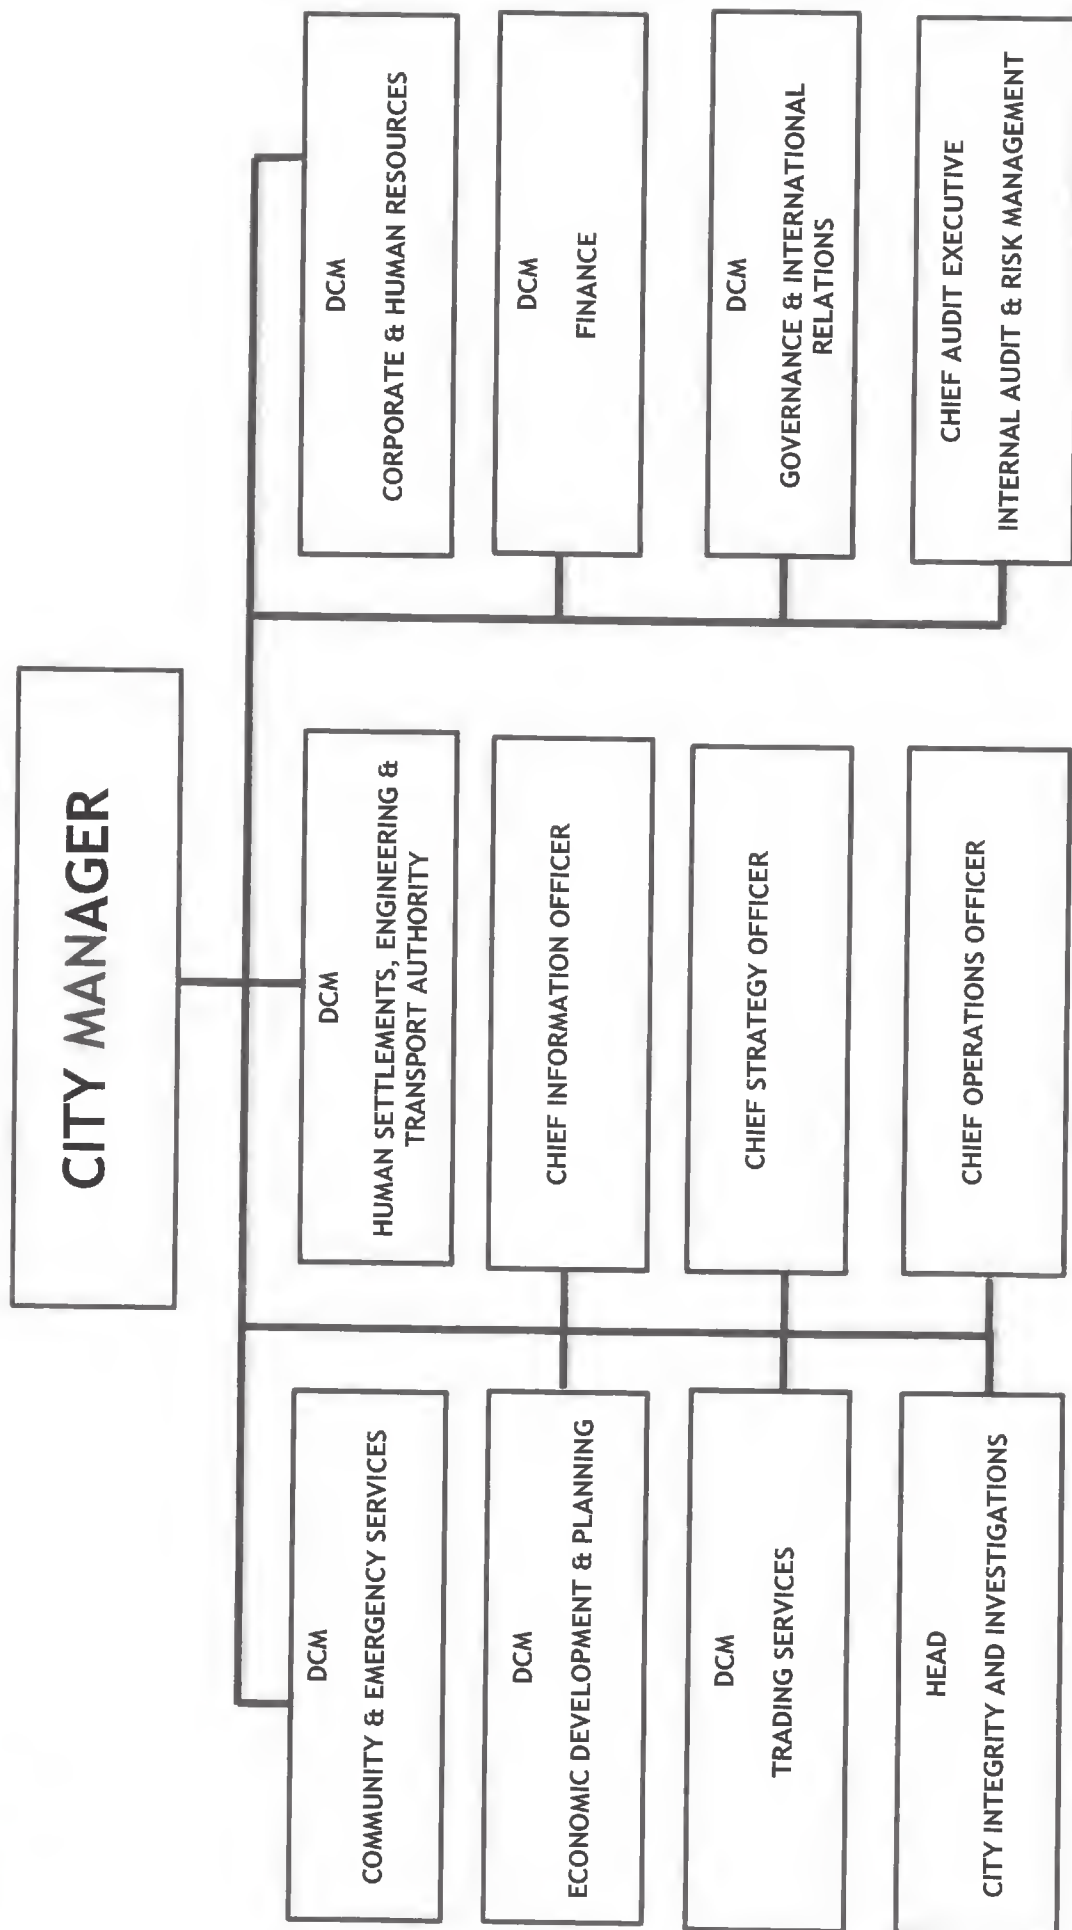 CITY MANAGER
DCM
COMMUNITY & EMERGENCY SERVICES
DCM
HUMAN SETTLEMENTS, ENGINEERING &
TRANSPORT AUTHORITY
DCM
CORPORATE & HUMAN RESOURCES
DCM
ECONOMIC DEVELOPMENT & PLANNING
CHIEF INFORMATION OFFICER
DCM
FINANCE
DCM
TRADING SERVICES
CHIEF STRATEGY OFFICER
DCM
GOVERNANCE & INTERNATIONAL
RELATIONS
HEAD
CITY INTEGRITY AND INVESTIGATIONS
CHIEF OPERATIONS OFFICER
CHIEF AUDIT EXECUTIVE
INTERNAL AUDIT & RISK MANAGEMENT